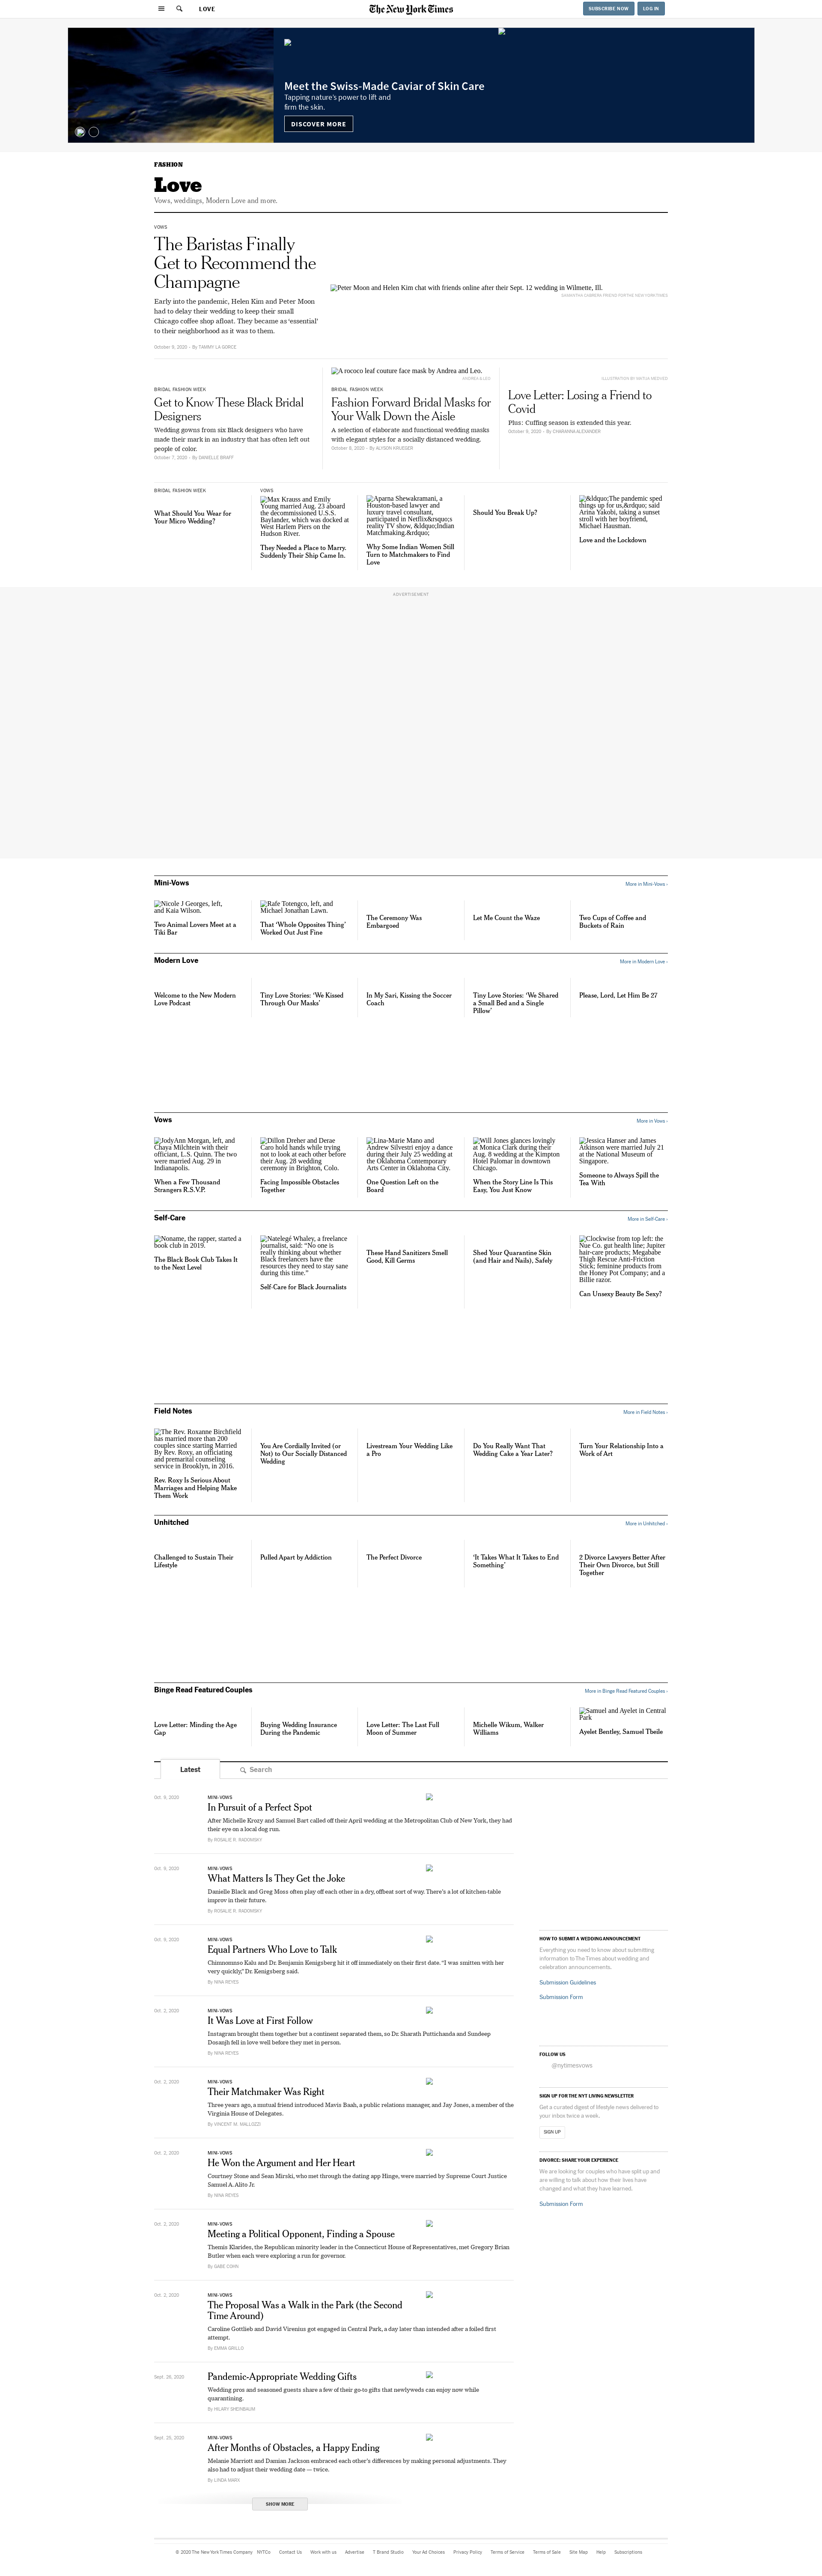 LOVE
The New York Times
SUBSCRIBE NOW
LOG IN
Meet the Swiss-Made Caviar of Skin Care
Tapping nature's power to lift and
firm the skin.
DISCOVER MORE
FASHION
Love
Vows, weddings, Modern Love and more.
VOWS
The Baristas Finally
Get to Recommend the
Champagne
Early into the pandemic, Helen Kim and Peter Moon
had to delay their wedding to keep their small
Chicago coffee shop afloat. They became as ‘essential’
to their neighborhood as it was to them.
October 9, 2020 • By TAMMY LA GORCE
Peter Moon and Helen Kim chat with friends online after their Sept. 12 wedding in Wilmette, Ill.
BRIDAL FASHION WEEK
Get to Know These Black Bridal
Designers
Wedding gowns from six Black designers who have
made their mark in an industry that has often left out
people of color.
October 7, 2020 • By DANIELLE BRAFF
A rococo leaf couture face mask by Andrea and Leo.
ANDREA & LEO
BRIDAL FASHION WEEK
Fashion Forward Bridal Masks for
Your Walk Down the Aisle
A selection of elaborate and functional wedding masks
with elegant styles for a socially distanced wedding.
October 8, 2020 • By ALYSON KRUEGER
Love Letter: Losing a Friend to
Covid
Plus: Cuffing season is extended this year.
October 9, 2020 • By CHARANNA ALEXANDER
BRIDAL FASHION WEEK
What Should You Wear for
Your Micro Wedding?
VOWS
Max Krauss and Emily
Young married Aug. 23 aboard
the decommissioned U.S.S.
Baylander, which was docked at
West Harlem Piers on the
Hudson River.
They Needed a Place to Marry.
Suddenly Their Ship Came In.
Aparna Shewakramani, a
Houston-based lawyer and
luxury travel consultant,
participated in Netflix&rsquo;s
reality TV show, &ldquo;Indian
Matchmaking.&rdquo;
Why Some Indian Women Still
Turn to Matchmakers to Find
Love
Should You Break Up?
&ldquo;The pandemic sped
things up for us,&rdquo; said
Arina Yakobi, taking a sunset
stroll with her boyfriend,
Michael Hausman.
Love and the Lockdown
ADVERTISEMENT
Mini-Vows
More in Mini-Vows ›
Nicole J Georges, left,
and Kaia Wilson.
Two Animal Lovers Meet at a
Tiki Bar
Rafe Totengco, left, and
Michael Jonathan Lawn.
That ‘Whole Opposites Thing’
Worked Out Just Fine
The Ceremony Was
Embargoed
Let Me Count the Waze
Two Cups of Coffee and
Buckets of Rain
Modern Love
More in Modern Love ›
Welcome to the New Modern
Love Podcast
Tiny Love Stories: ‘We Kissed
Through Our Masks’
In My Sari, Kissing the Soccer
Coach
Tiny Love Stories: ‘We Shared
a Small Bed and a Single
Pillow’
Please, Lord, Let Him Be 27
Vows
More in Vows ›
JodyAnn Morgan, left, and
Chaya Milchtein with their
officiant, L.S. Quinn. The two
were married Aug. 29 in
Indianapolis.
When a Few Thousand
Strangers R.S.V.P.
Dillon Dreher and Derae
Caro hold hands while trying
not to look at each other before
their Aug. 28 wedding
ceremony in Brighton, Colo.
Facing Impossible Obstacles
Together
Lina-Marie Mano and
Andrew Silvestri enjoy a dance
during their July 25 wedding at
the Oklahoma Contemporary
Arts Center in Oklahoma City.
One Question Left on the
Board
Will Jones glances lovingly
at Monica Clark during their
Aug. 8 wedding at the Kimpton
Hotel Palomar in downtown
Chicago.
When the Story Line Is This
Easy, You Just Know
Jessica Hanser and James
Atkinson were married July 21
at the National Museum of
Singapore.
Someone to Always Spill the
Tea With
Self-Care
More in Self-Care ›
Noname, the rapper, started a
book club in 2019.
The Black Book Club Takes It
to the Next Level
Natelegé Whaley, a freelance
journalist, said: “No one is
really thinking about whether
Black freelancers have the
resources they need to stay sane
during this time.”
Self-Care for Black Journalists
These Hand Sanitizers Smell
Good, Kill Germs
Shed Your Quarantine Skin
(and Hair and Nails), Safely
Clockwise from top left: the
Nue Co. gut health line; Jupiter
hair-care products; Megababe
Thigh Rescue Anti-Friction
Stick; feminine products from
the Honey Pot Company; and a
Billie razor.
Can Unsexy Beauty Be Sexy?
Field Notes
More in Field Notes ›
The Rev. Roxanne Birchfield
has married more than 200
couples since starting Married
By Rev. Roxy, an officiating
and premarital counseling
service in Brooklyn, in 2016.
Rev. Roxy Is Serious About
Marriages and Helping Make
Them Work
You Are Cordially Invited (or
Not) to Our Socially Distanced
Wedding
Livestream Your Wedding Like
a Pro
Do You Really Want That
Wedding Cake a Year Later?
Turn Your Relationship Into a
Work of Art
Unhitched
More in Unhitched ›
Challenged to Sustain Their
Lifestyle
Pulled Apart by Addiction
The Perfect Divorce
‘It Takes What It Takes to End
Something’
2 Divorce Lawyers Better After
Their Own Divorce, but Still
Together
Binge Read Featured Couples
More in Binge Read Featured Couples ›
Love Letter: Minding the Age
Gap
Buying Wedding Insurance
During the Pandemic
Love Letter: The Last Full
Moon of Summer
Michelle Wikum, Walker
Williams
Samuel and Ayelet in Central
Park
Ayelet Bentley, Samuel Tbeile
Latest
Search
Oct. 9, 2020
MINI-VOWS
In Pursuit of a Perfect Spot
After Michelle Krozy and Samuel Bart called off their April wedding at the Metropolitan Club of New York, they had
their eye on a local dog run.
By ROSALIE R. RADOMSKY
Oct. 9, 2020
MINI-VOWS
What Matters Is They Get the Joke
Danielle Black and Greg Moss often play off each other in a dry, offbeat sort of way. There's a lot of kitchen-table
improv in their future.
By ROSALIE R. RADOMSKY
Oct. 9, 2020
MINI-VOWS
Equal Partners Who Love to Talk
Chinnomnso Kalu and Dr. Benjamin Kenigsberg hit it off immediately on their first date. “I was smitten with her
very quickly,” Dr. Kenigsberg said.
By NINA REYES
Oct. 2, 2020
MINI-VOWS
It Was Love at First Follow
Instagram brought them together but a continent separated them, so Dr. Sharath Puttichanda and Sundeep
Dosanjh fell in love well before they met in person.
By NINA REYES
Oct. 2, 2020
MINI-VOWS
Their Matchmaker Was Right
Three years ago, a mutual friend introduced Mavis Baah, a public relations manager, and Jay Jones, a member of the
Virginia House of Delegates.
By VINCENT M. MALLOZZI
Oct. 2, 2020
MINI-VOWS
He Won the Argument and Her Heart
Courtney Stone and Sean Mirski, who met through the dating app Hinge, were married by Supreme Court Justice
Samuel A. Alito Jr.
By NINA REYES
Oct. 2, 2020
MINI-VOWS
Meeting a Political Opponent, Finding a Spouse
Themis Klarides, the Republican minority leader in the Connecticut House of Representatives, met Gregory Brian
Butler when each were exploring a run for governor.
By GABE COHN
Oct. 2, 2020
MINI-VOWS
The Proposal Was a Walk in the Park (the Second
Time Around)
Caroline Gottlieb and David Virenius got engaged in Central Park, a day later than intended after a foiled first
attempt.
By EMMA GRILLO
Sept. 26, 2020
Pandemic-Appropriate Wedding Gifts
Wedding pros and seasoned guests share a few of their go-to gifts that newlyweds can enjoy now while
quarantining.
By HILARY SHEINBAUM
Sept. 25, 2020
MINI-VOWS
After Months of Obstacles, a Happy Ending
Melanie Marriott and Damian Jackson embraced each other's differences by making personal adjustments. They
also had to adjust their wedding date — twice.
By LINDA MARX
SHOW MORE
HOW TO SUBMIT A WEDDING ANNOUNCEMENT
Everything you need to know about submitting
information to The Times about wedding and
celebration announcements.
Submission Guidelines
Submission Form
FOLLOW US
@nytimesvows
SIGN UP FOR THE NYT LIVING NEWSLETTER
Get a curated digest of lifestyle news delivered to
your inbox twice a week.
SIGN UP
DIVORCE: SHARE YOUR EXPERIENCE
We are looking for couples who have split up and
are willing to talk about how their lives have
changed and what they have learned.
Submission Form
© 2020 The New York Times Company
NYTCo
Contact Us
Work with us
Advertise
T Brand Studio
Your Ad Choices
Privacy Policy
Terms of Service
Terms of Sale
Site Map
Help
Subscriptions